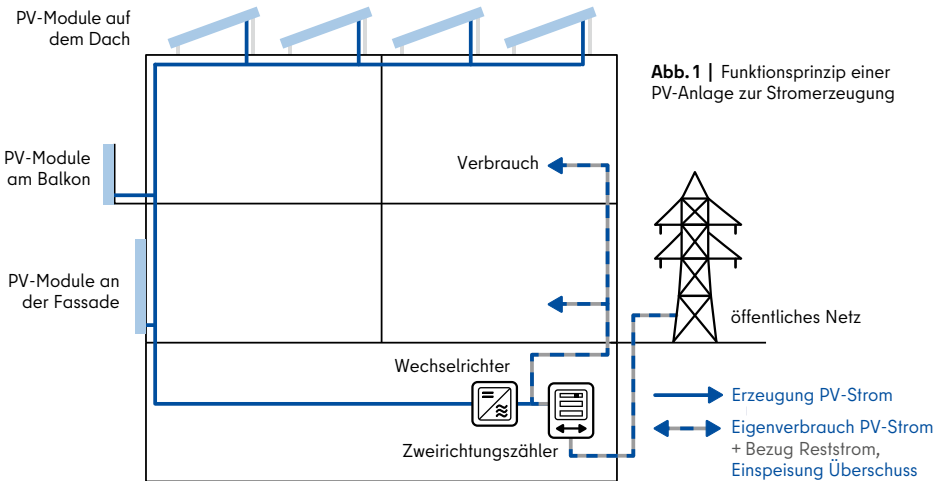 PV-Module auf
dem Dach
Abb. 1 | Funktionsprinzip einer
PV-Anlage zur Stromerzeugung
PV-Module
am Balkon
Verbrauch
PV-Module an
der Fassade
öffentliches Netz
Wechselrichter
Zweirichtungszähler
Erzeugung PV-Strom
Eigenverbrauch PV-Strom
+ Bezug Reststrom,
Einspeisung Überschuss